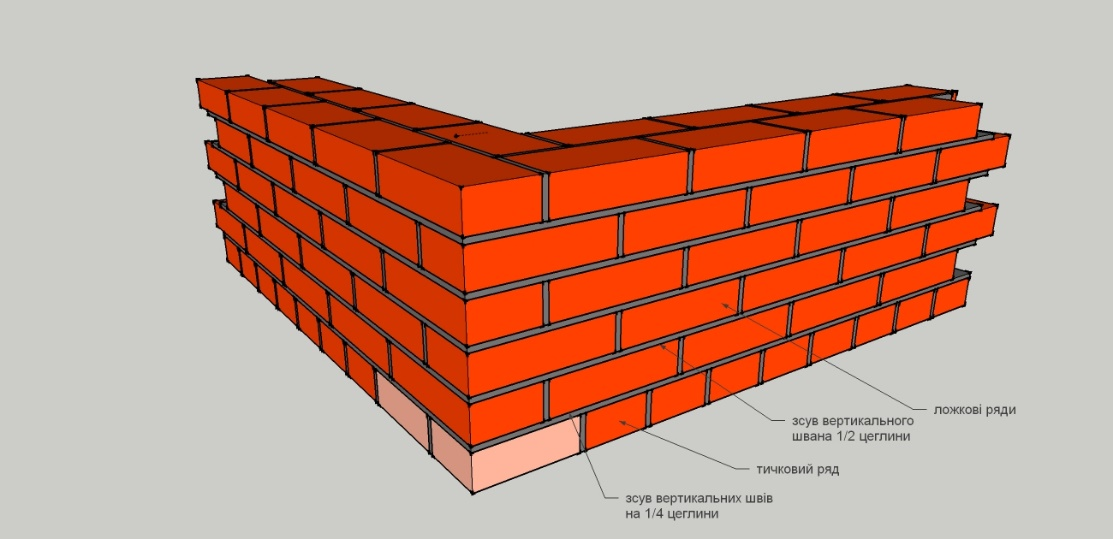 ложкові ряди
зсув вертикального
швана 1/2 цеглини
тичковий ряд
зсув вертикальних швів
на 1/4 цеглини